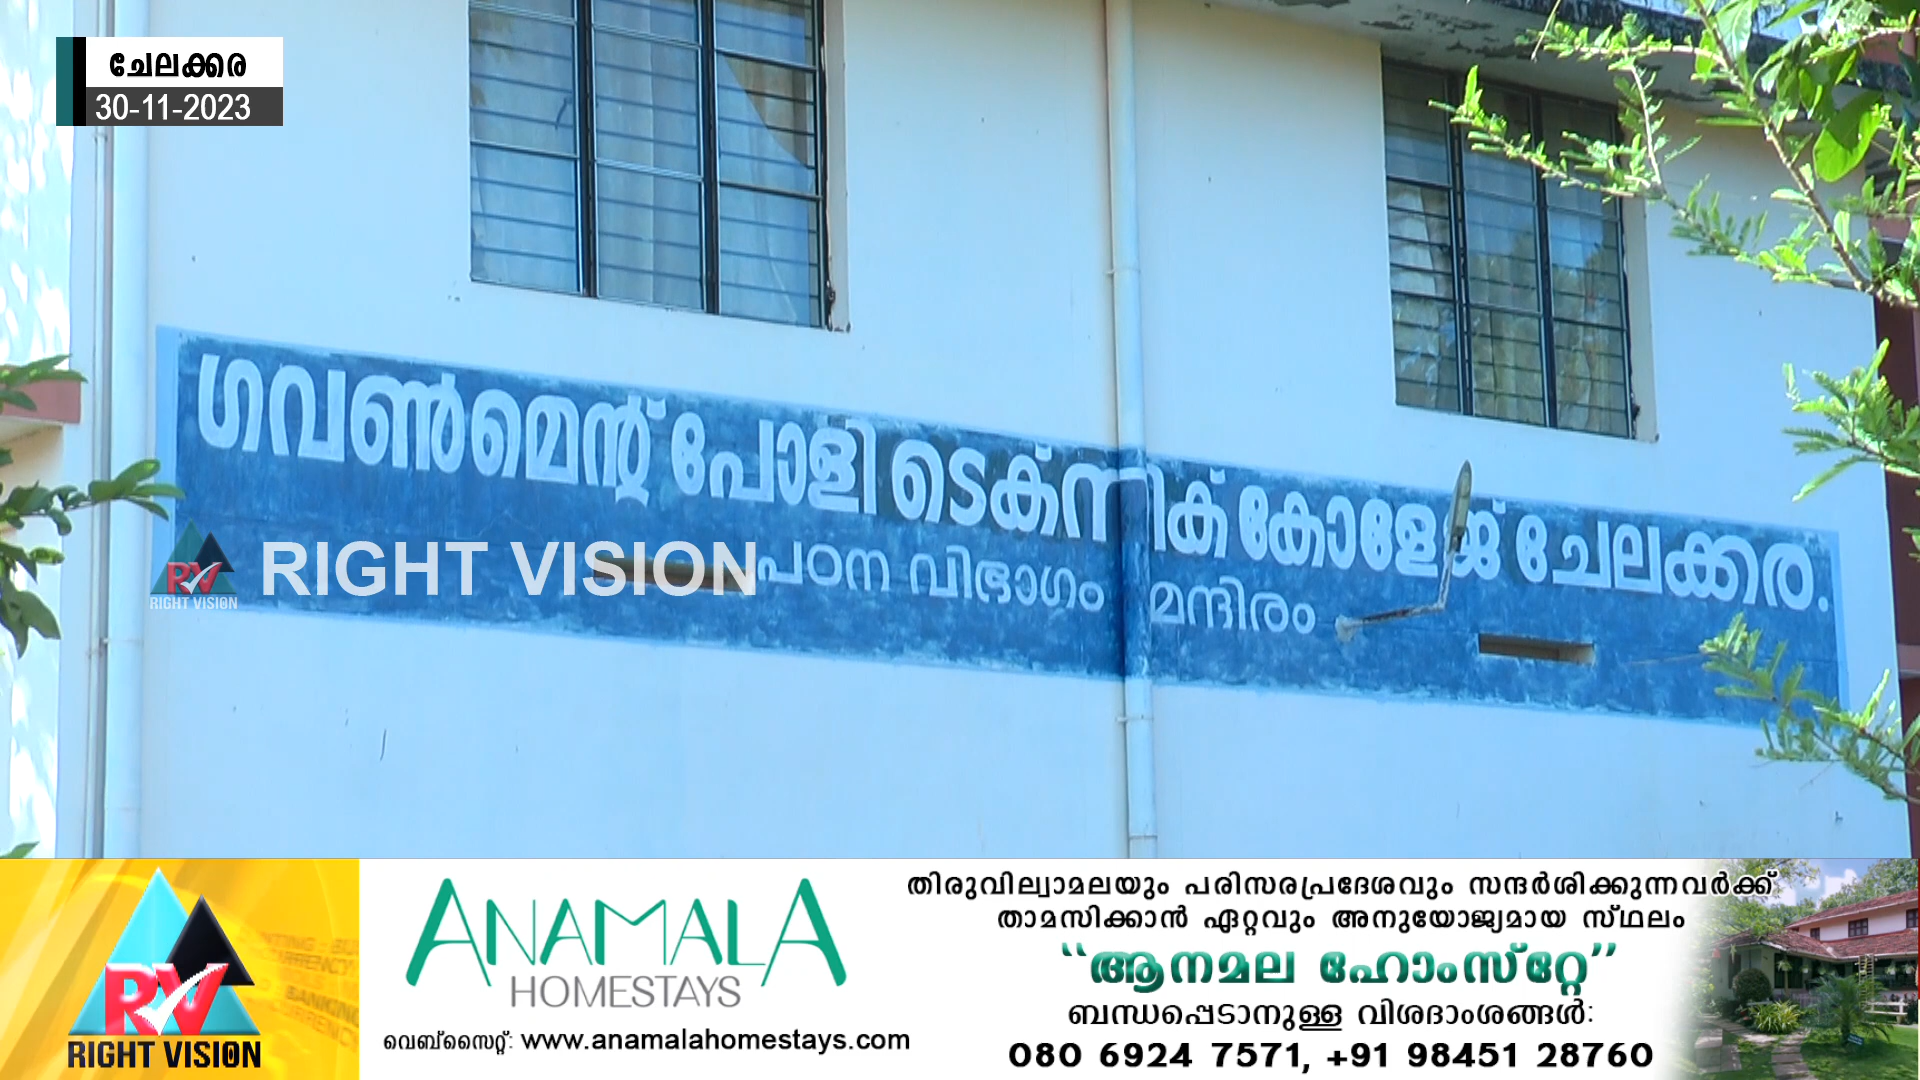 ചേലക്കര
30-11-2023
ഗവൺമെന്റ് പോളി ടെക്നിക് കോളേജ് ചേലക്കര.
പഠന വിഭാഗം മന്ദിരം
RV
RIGHT VISION
RIGHT VISION
RV
RIGHT VISION
ANAMALA
HOMESTAYS
വെബ്സൈറ്റ്: www.anamalahomestays.com
തിരുവില്വാമലയും പരിസരപ്രദേശവും സന്ദർശിക്കുന്നവർക്ക്
താമസിക്കാൻ ഏറ്റവും അനുയോജ്യമായ സ്ഥലം
“ആനമല ഹോംസ്റ്റേ”
ബന്ധപ്പെടാനുള്ള വിശദാംശങ്ങൾ:
080 6924 7571, +91 98451 28760